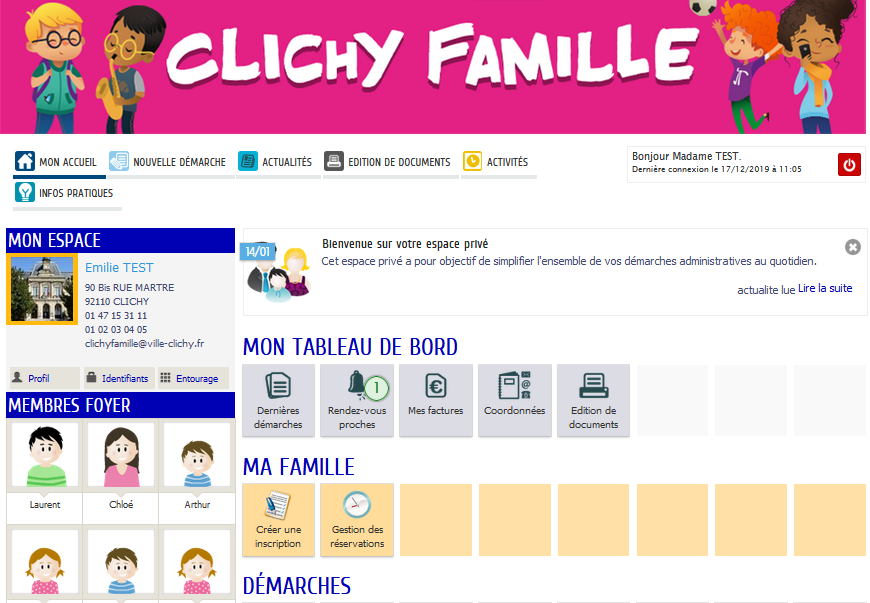 CLICHY FAMILLE
MON ACCUEIL
NOUVELLE DÉMARCHE
ACTUALITÉS
EDITION DE DOCUMENTS
ACTIVITÉS
INFOS PRATIQUES
Bonjour Madame TEST.
Dernière connexion le 17/12/2019 à 11:05
MON ESPACE
Emilie TEST
90 Bis RUE MARTRE
92110 CLICHY
01 47 15 31 11
01 02 03 04 05
clichyfamille@ville-clichy.fr
Profil
Identifiants
Entourage
MEMBRES FOYER
Laurent
Chloé
Arthur
14/01
Bienvenue sur votre espace privé
Cet espace privé a pour objectif de simplifier l'ensemble de vos démarches administratives au quotidien.
actualite lue Lire la suite
MON TABLEAU DE BORD
Dernières
démarches
1
Rendez-vous
proches
Mes factures
Coordonnées
Edition de
documents
MA FAMILLE
Créer une
inscription
Gestion des
réservations
DÉMARCHES